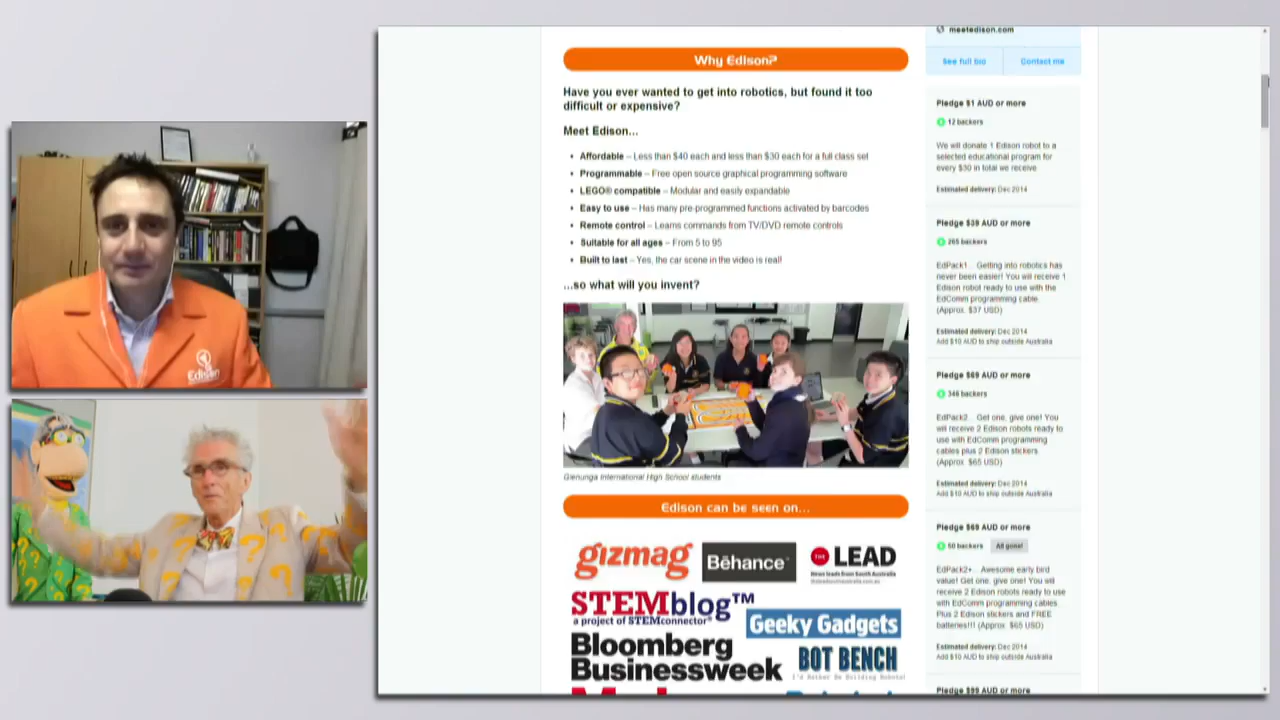 Edison
Why Edison?
Have you ever wanted to get into robotics, but found it too
difficult or expensive?
Meet Edison...
Affordable – Less than $40 each and less than $30 each for a full class set
Programmable – Free open source graphical programming software
LEGO® compatible – Modular and easily expandable
Easy to use – Has many pre-programmed functions activated by barcodes
Remote control – Learns commands from TV/DVD remote controls
Suitable for all ages – From 5 to 95
Built to last – Yes, the car scene in the video is real!
...so what will you invent?
Glenunga International High School students
Edison can be seen on...
gizmag
Bēhance
THE LEAD
News leads from South Australia
STEMblog™
a project of STEMconnector®
Geeky Gadgets
Bloomberg
Businessweek
BOT BENCH
I'd Rather Be Building Robots!
meetedison.com
See full bio
Contact me
Pledge $1 AUD or more
12 backers
We will donate 1 Edison robot to a
selected educational program for
every $30 in total we receive
Estimated delivery: Dec 2014
Pledge $39 AUD or more
265 backers
EdPack1... Getting into robotics has
never been easier! You will receive 1
Edison robot ready to use with the
EdComm programming cable.
(Approx. $37 USD)
Estimated delivery: Dec 2014
Add $10 AUD to ship outside Australia
Pledge $69 AUD or more
346 backers
EdPack2... Get one, give one! You
will receive 2 Edison robots ready to
use with EdComm programming
cables plus 2 Edison stickers
(Approx. $65 USD)
Estimated delivery: Dec 2014
Add $10 AUD to ship outside Australia
Pledge $69 AUD or more
50 backers
All gone!
EdPack2+... Awesome early bird
value! Get one, give one! You will
receive 2 Edison robots ready to use
with EdComm programming cables
Plus 2 Edison stickers and FREE
batteries!!! (Approx. $65 USD)
Estimated delivery: Dec 2014
Add $10 AUD to ship outside Australia
Pledge $99 AUD or more